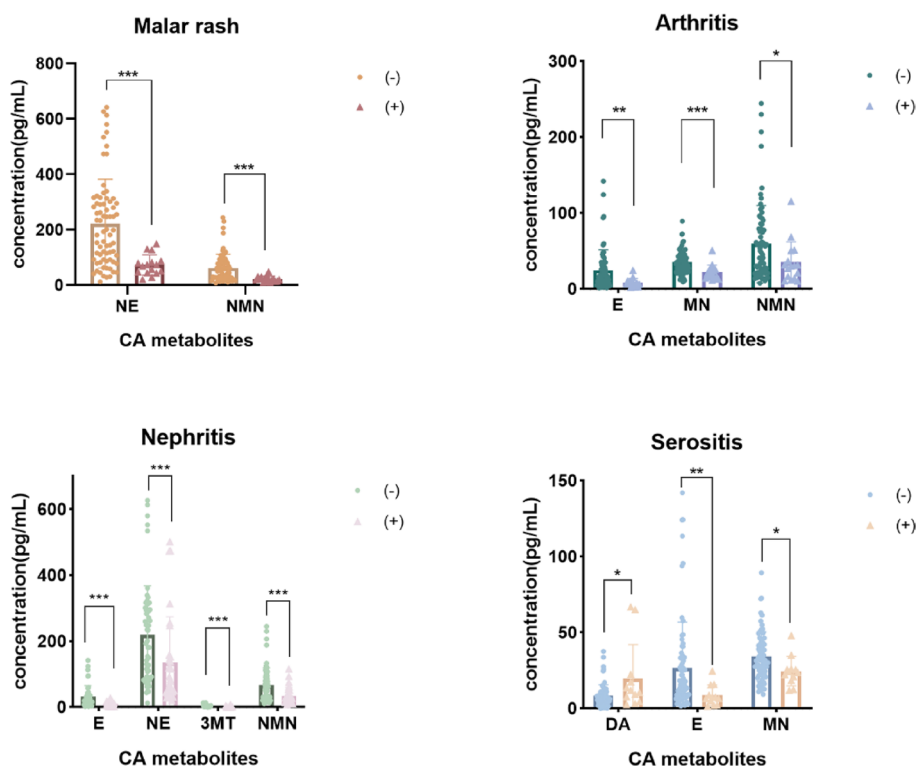 Malar rash
concentration(pg/mL)
800
600
400
200
0
***
***
NE
NMN
CA metabolites
(-)
(+)
Arthritis
concentration(pg/mL)
300
200
100
0
**
***
*
E
MN
NMN
CA metabolites
(-)
(+)
Nephritis
concentration(pg/mL)
600
400
200
0
***
***
***
***
E
NE
3MT
NMN
CA metabolites
(-)
(+)
Serositis
concentration(pg/mL)
150
100
50
0
*
**
*
DA
E
MN
CA metabolites
(-)
(+)